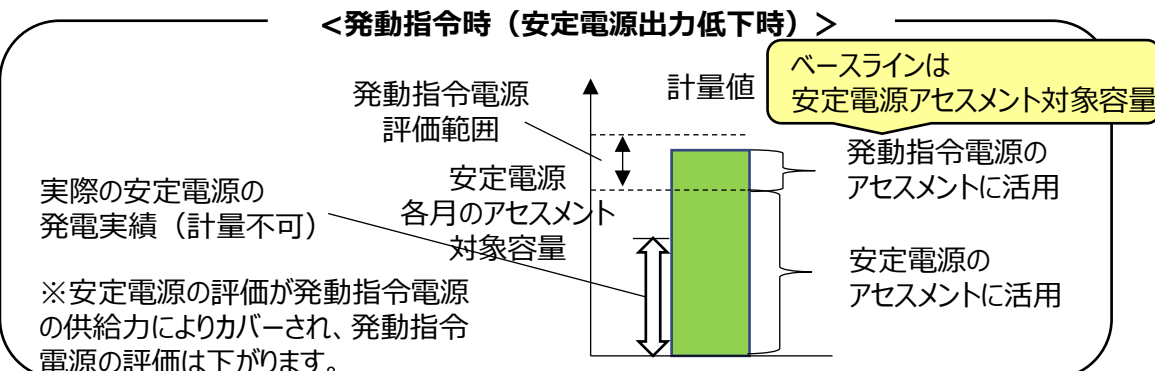 <発動指令時（安定電源出力低下時）>
ベースラインは
安定電源アセスメント対象容量
計量値
発動指令電源
評価範囲
発動指令電源の
アセスメントに活用
安定電源
各月のアセスメント
対象容量
実際の安定電源の
発電実績（計量不可）
安定電源の
アセスメントに活用
※安定電源の評価が発動指令電源
の供給力によりカバーされ、発動指令
電源の評価は下がります。